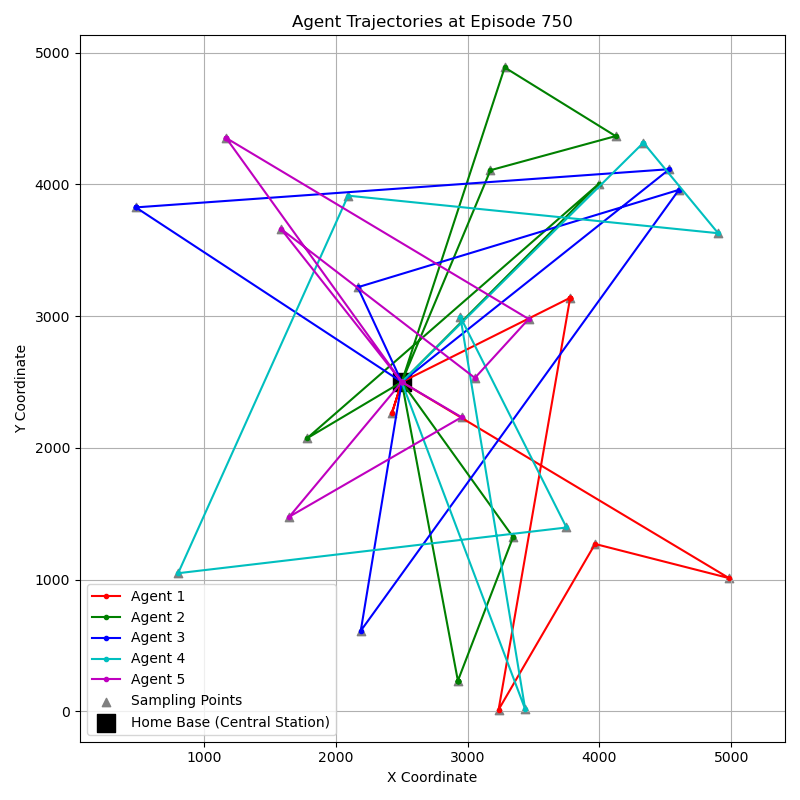 Agent Trajectories at Episode 750
5000
4000
3000
2000
1000
0
Y Coordinate
Agent 1
Agent 2
Agent 3
Agent 4
Agent 5
Sampling Points
Home Base (Central Station)
1000 2000 3000 4000 5000
X Coordinate